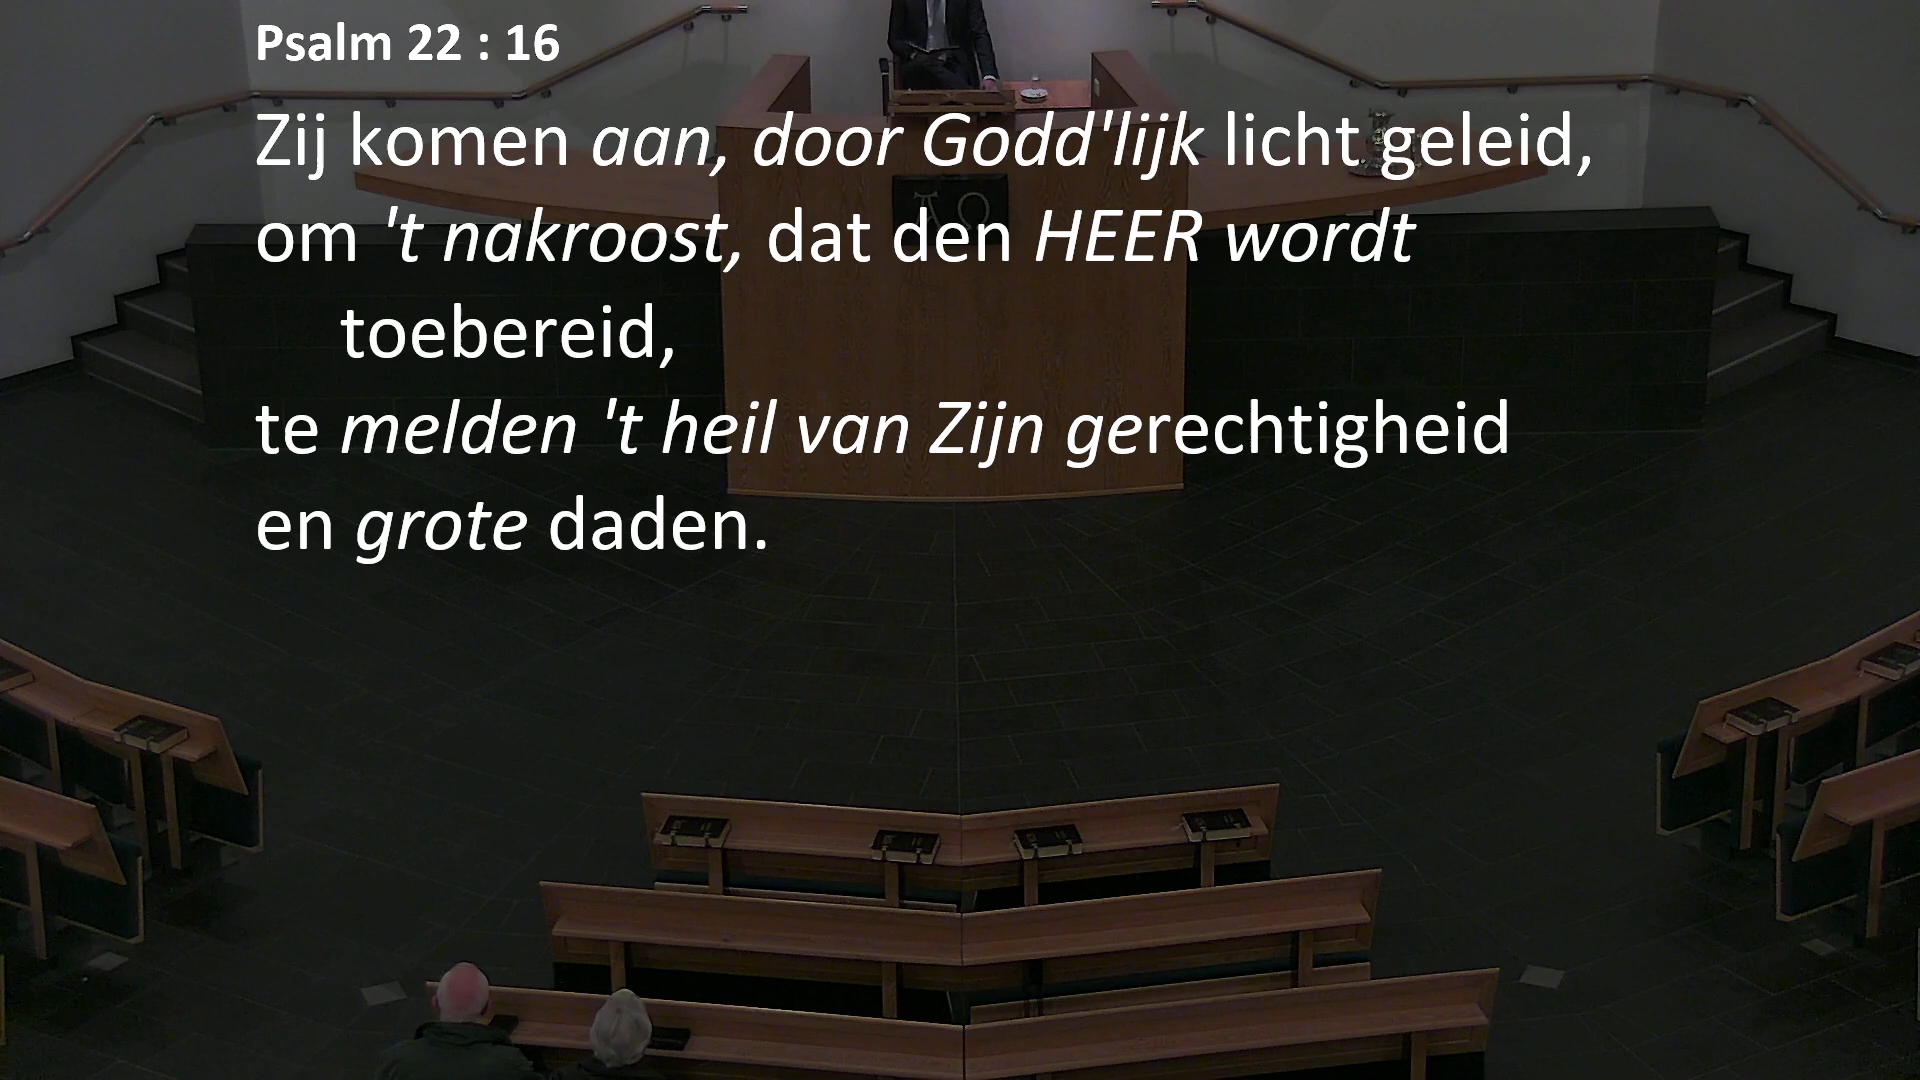 Psalm 22 : 16
Zij komen aan, door Godd'lijk licht geleid,
om 't nakroost, dat den HEER wordt
toebereid,
te melden 't heil van Zijn gerechtigheid
en grote daden.
ΑΩ